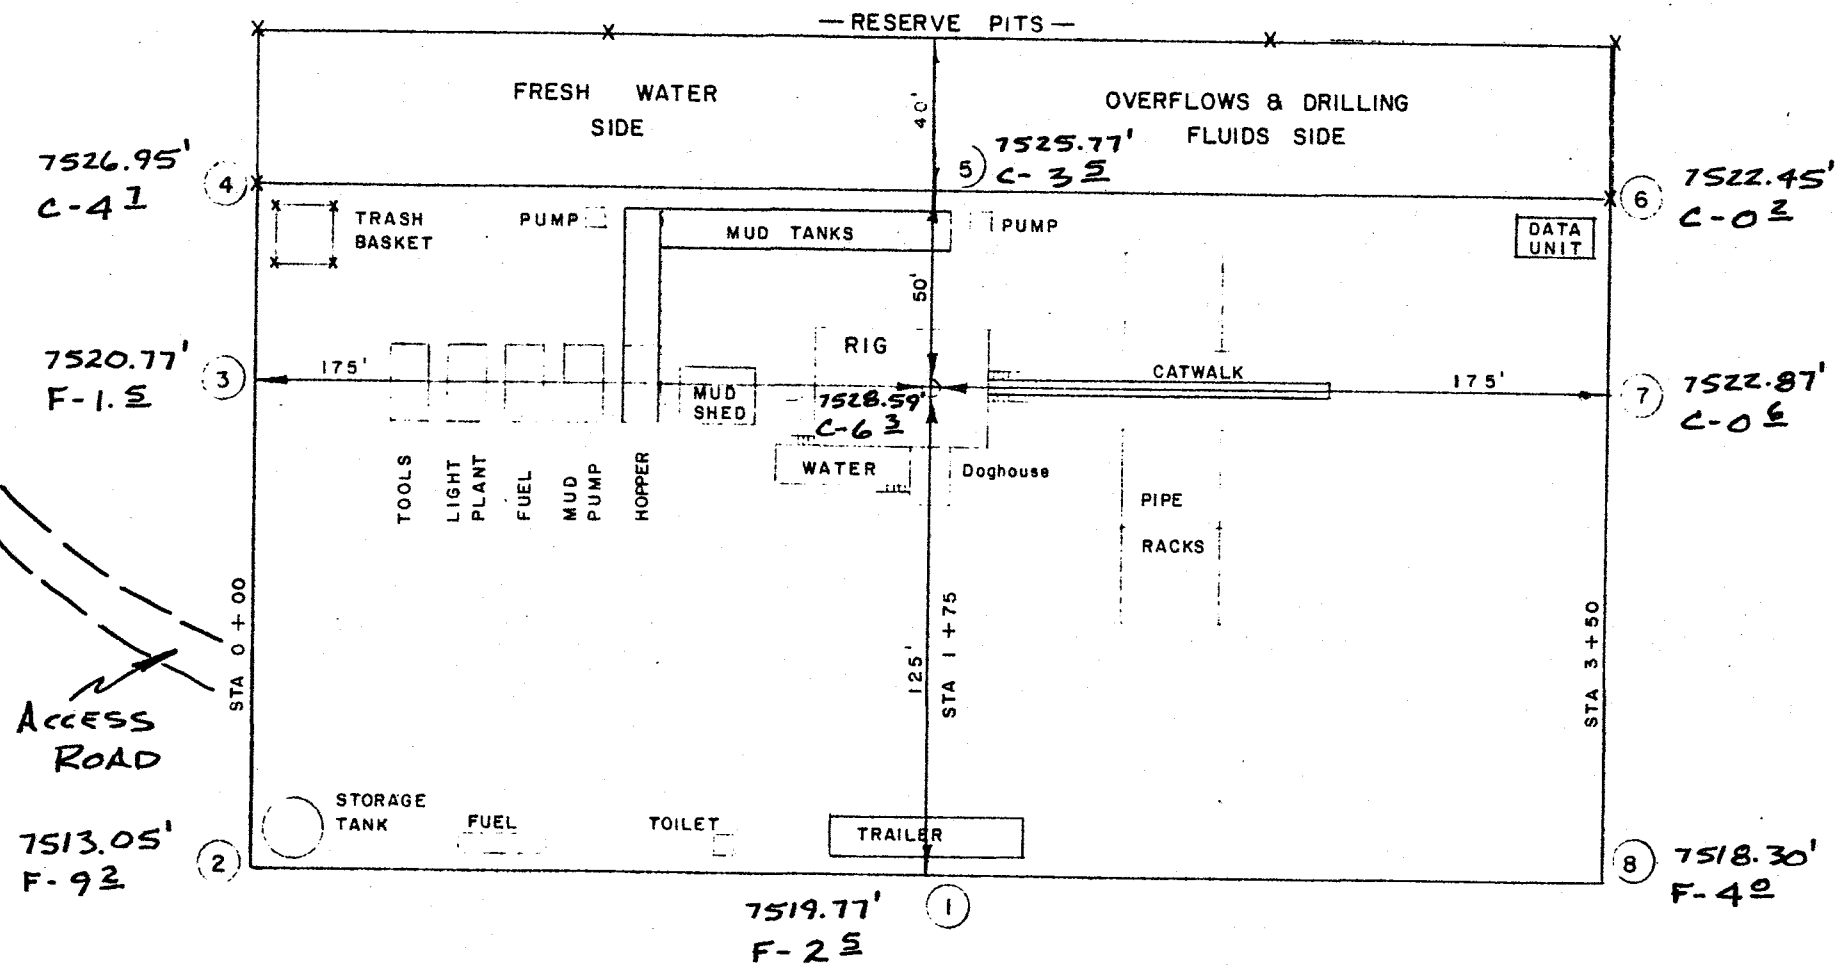 — RESERVE PITS —
FRESH WATER
SIDE
40'
OVERFLOWS & DRILLING
FLUIDS SIDE
7526.95'
C-4 7
4
5
7525.77'
C-3 5
6
7522.45'
C-0 2
TRASH
BASKET
PUMP
MUD TANKS
PUMP
DATA
UNIT
50'
7520.77'
F-1.5
3
175'
RIG
CATWALK
175'
7
7522.87'
C-0 6
MUD
SHED
7528.59'
C-6 3
WATER
Doghouse
TOOLS
LIGHT
PLANT
FUEL
MUD
PUMP
HOPPER
PIPE
RACKS
STA 0+00
125'
STA 1+75
STA 3+50
ACCESS
ROAD
STORAGE
TANK
FUEL
TOILET
TRAILER
7513.05'
F-9 2
2
8
7518.30'
F-4 0
7519.77'
F-2 5
1